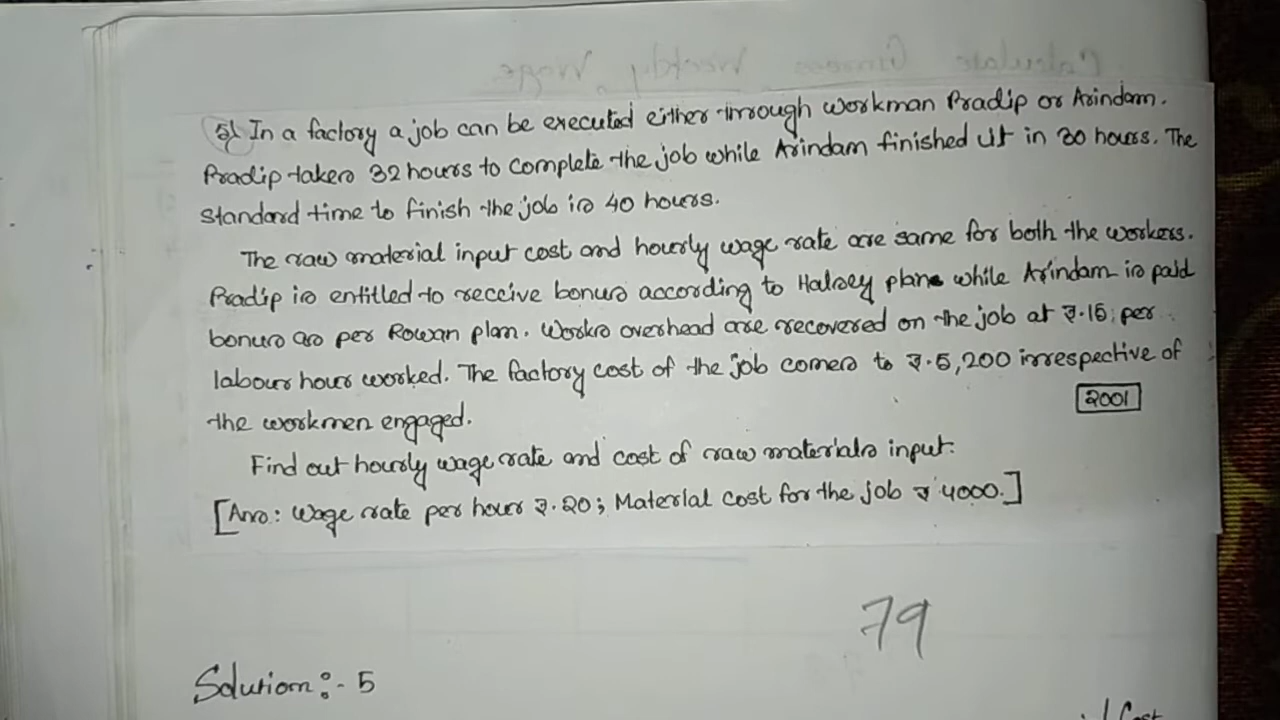 5) In a factory a job can be executed either through workman Pradip or Arindam.
Pradip takes 32 hours to complete the job while Arindam finished it in 30 hours. The
standard time to finish the job is 40 hours.
The raw material input cost and hourly wage rate are same for both the workers.
Pradip is entitled to receive bonus according to Halsey plan while Arindam is paid
bonus as per Rowan plan. Works overhead are recovered on the job at ₹.15 per
labour hour worked. The factory cost of the job comes to ₹.5,200 irrespective of
the workmen engaged.
2001
Find out hourly wage rate and cost of raw materials input.
[Ans: Wage rate per hour ₹.20; Material cost for the job ₹ 4000.]
79
Solution:- 5
Cost